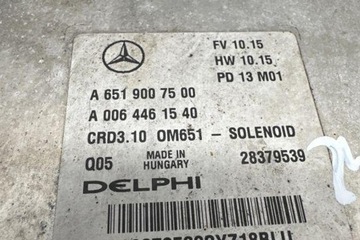 FV 10.15
HW 10.15
PD 13 M01
A 651 900 75 00
A 006 446 15 40
CRD3.10 OM651 - SOLENOID
Q05 MADE IN HUNGARY 28379539
DELPHI